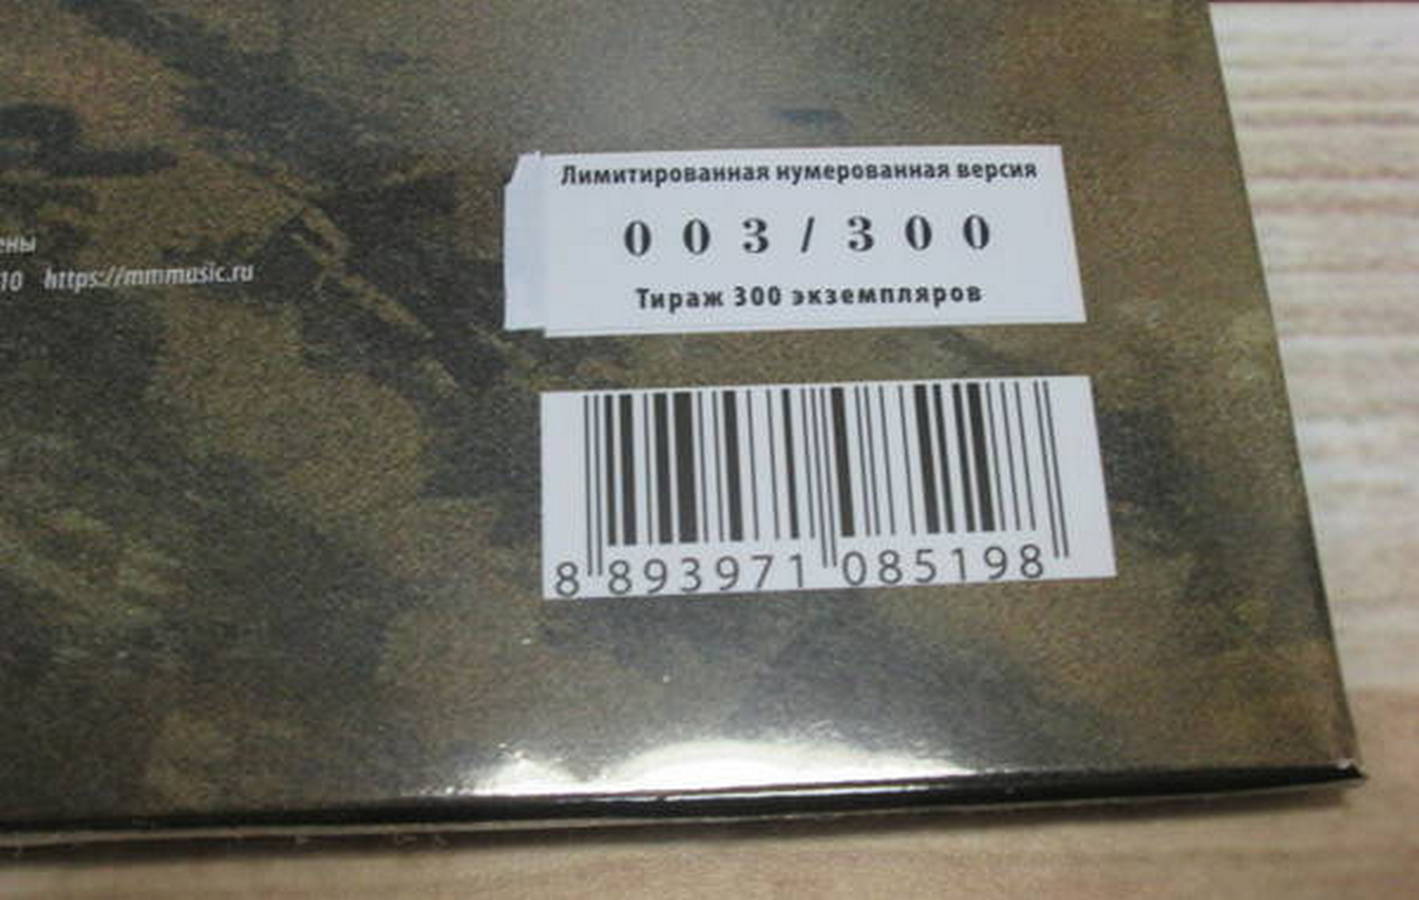 Лимитированная нумерованная версия
003/300
Тираж 300 экземпляров
ены
10 https://mmmusic.ru
8 893971 085198